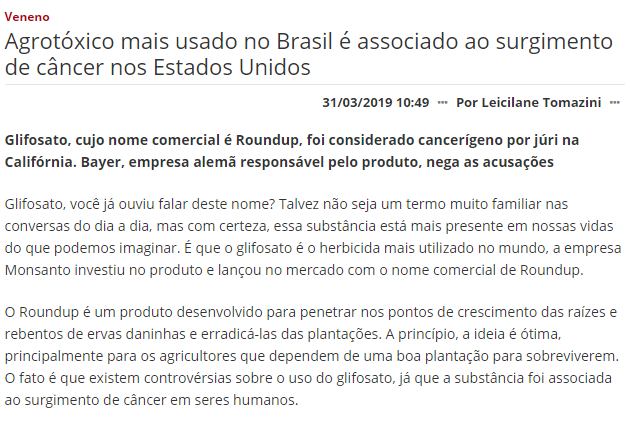 Veneno
Agrotóxico mais usado no Brasil é associado ao surgimento
de câncer nos Estados Unidos
31/03/2019 10:49 ··· Por Leicilane Tomazini ···
Glifosato, cujo nome comercial é Roundup, foi considerado cancerígeno por júri na
Califórnia. Bayer, empresa alemã responsável pelo produto, nega as acusações
Glifosato, você já ouviu falar deste nome? Talvez não seja um termo muito familiar nas
conversas do dia a dia, mas com certeza, essa substância está mais presente em nossas vidas
do que podemos imaginar. É que o glifosato é o herbicida mais utilizado no mundo, a empresa
Monsanto investiu no produto e lançou no mercado com o nome comercial de Roundup.
O Roundup é um produto desenvolvido para penetrar nos pontos de crescimento das raízes e
rebentos de ervas daninhas e erradicá-las das plantações. A princípio, a ideia é ótima,
principalmente para os agricultores que dependem de uma boa plantação para sobreviverem.
O fato é que existem controvérsias sobre o uso do glifosato, já que a substância foi associada
ao surgimento de câncer em seres humanos.